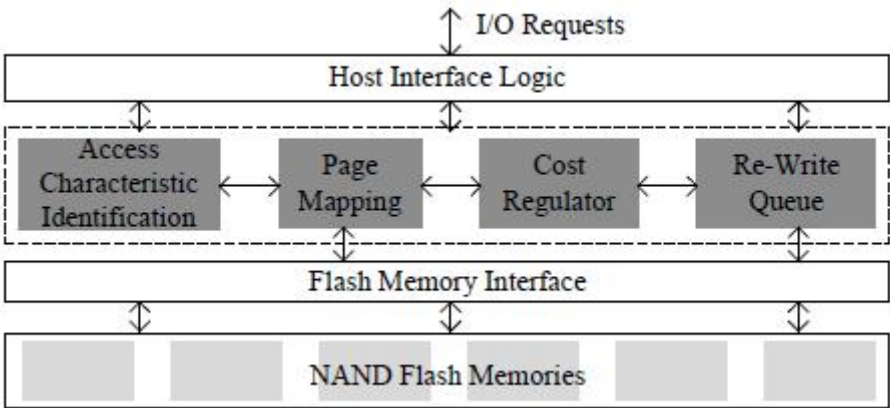 I/O Requests
Host Interface Logic
Access
Characteristic
Identification
Page
Mapping
Cost
Regulator
Re-Write
Queue
Flash Memory Interface
NAND Flash Memories